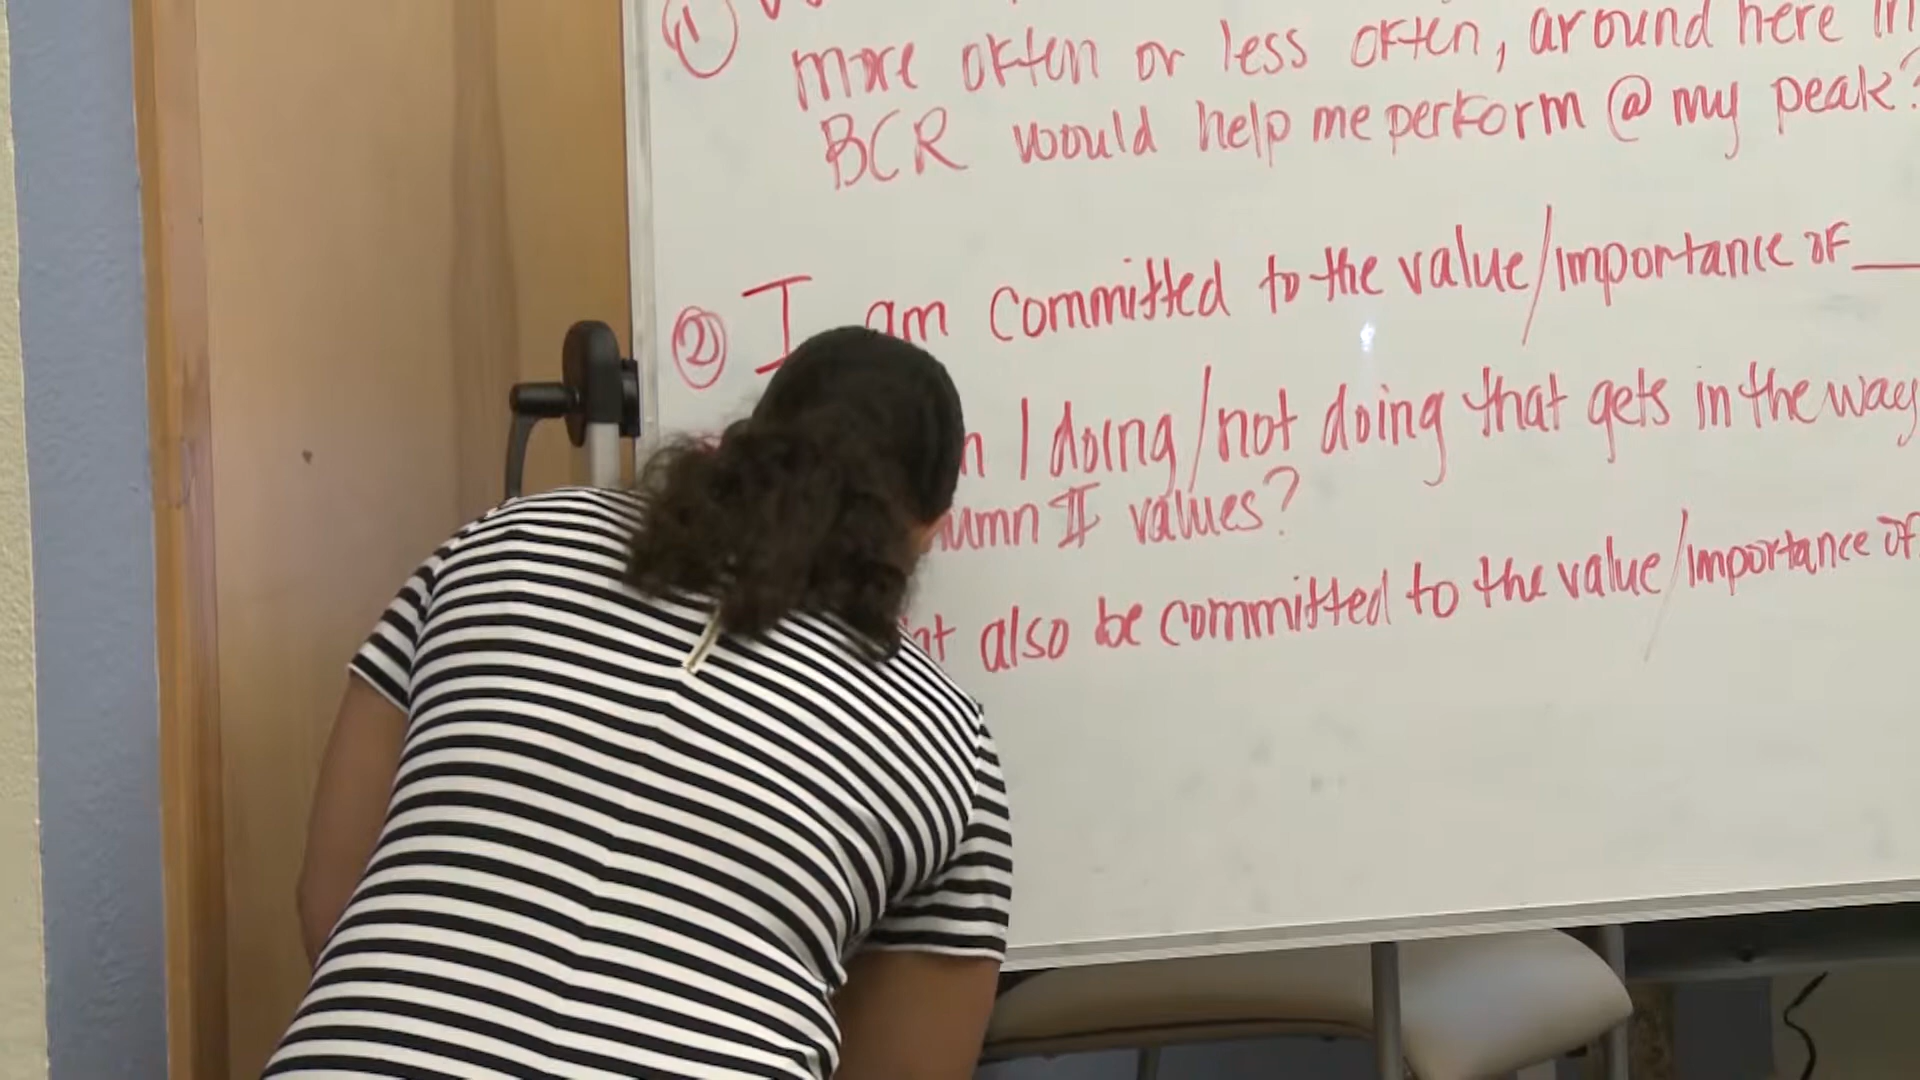 ①
more often or less often, around here in
BCR would help me perform @ my peak?
② I am committed to the value/importance of ___
I doing/not doing that gets in the way
II values?
also be committed to the value/importance of